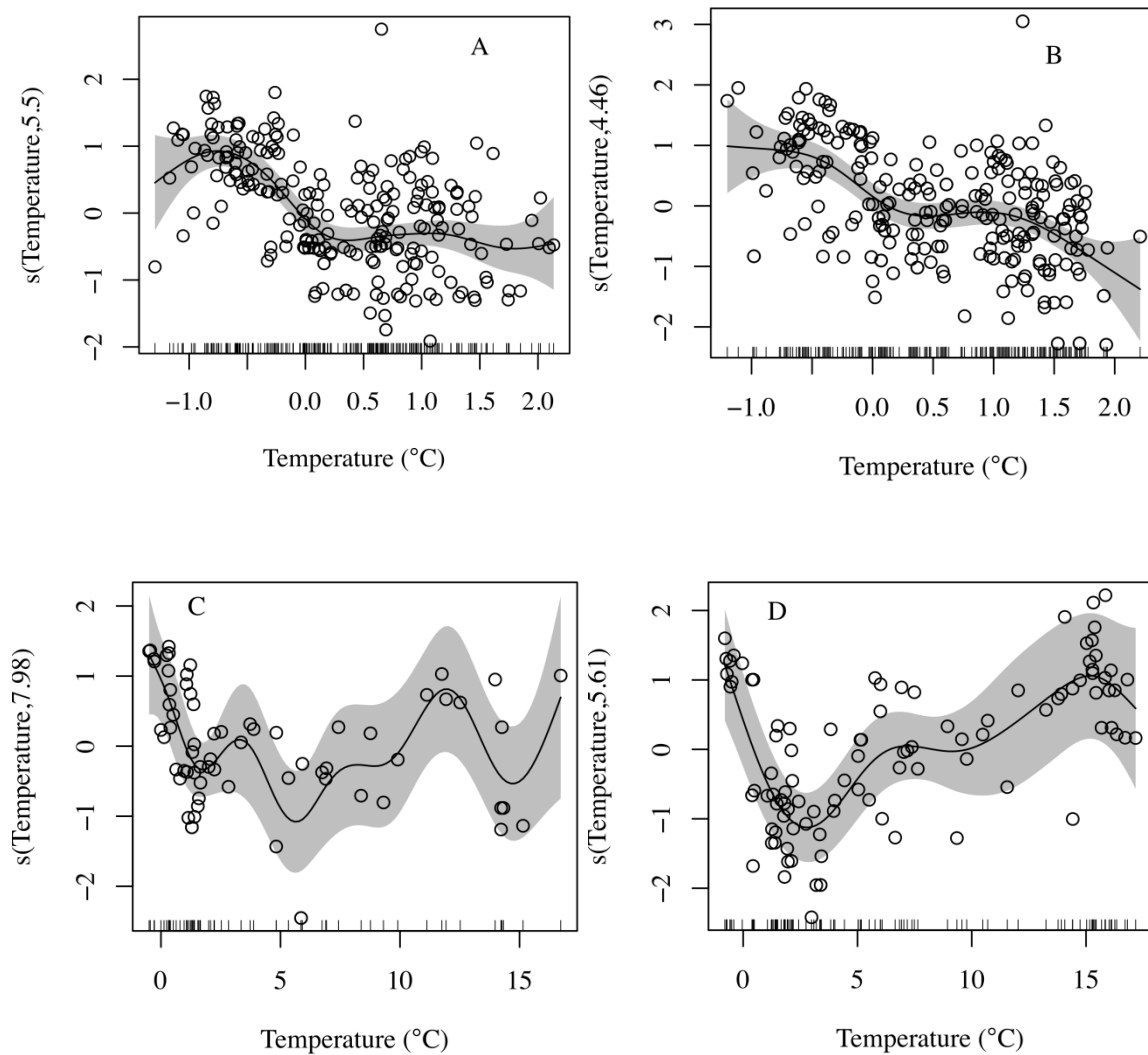 A
s(Temperature,5.5)
2
1
0
−1
−2
−1.0 0.0 0.5 1.0 1.5 2.0
Temperature (°C)
B
s(Temperature,4.46)
3
2
1
0
−1
−2
−1.0 0.0 0.5 1.0 1.5 2.0
Temperature (°C)
C
s(Temperature,7.98)
2
1
0
−1
−2
0 5 10 15
Temperature (°C)
D
s(Temperature,5.61)
2
1
0
−1
−2
0 5 10 15
Temperature (°C)